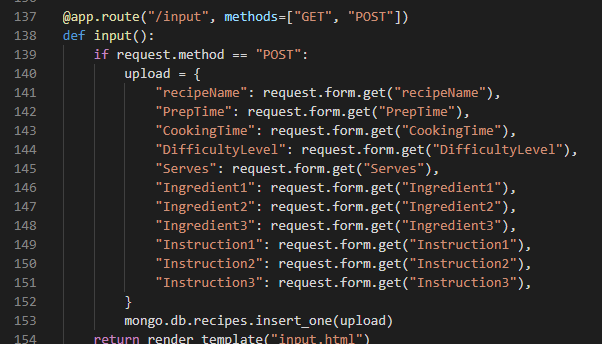 137 @app.route("/input", methods=["GET", "POST"])
138 def input():
139     if request.method == "POST":
140         upload = {
141             "recipeName": request.form.get("recipeName"),
142             "PrepTime": request.form.get("PrepTime"),
143             "CookingTime": request.form.get("CookingTime"),
144             "DifficultyLevel": request.form.get("DifficultyLevel"),
145             "Serves": request.form.get("Serves"),
146             "Ingredient1": request.form.get("Ingredient1"),
147             "Ingredient2": request.form.get("Ingredient2"),
148             "Ingredient3": request.form.get("Ingredient3"),
149             "Instruction1": request.form.get("Instruction1"),
150             "Instruction2": request.form.get("Instruction2"),
151             "Instruction3": request.form.get("Instruction3"),
152         }
153         mongo.db.recipes.insert_one(upload)
154     return render_template("input.html")